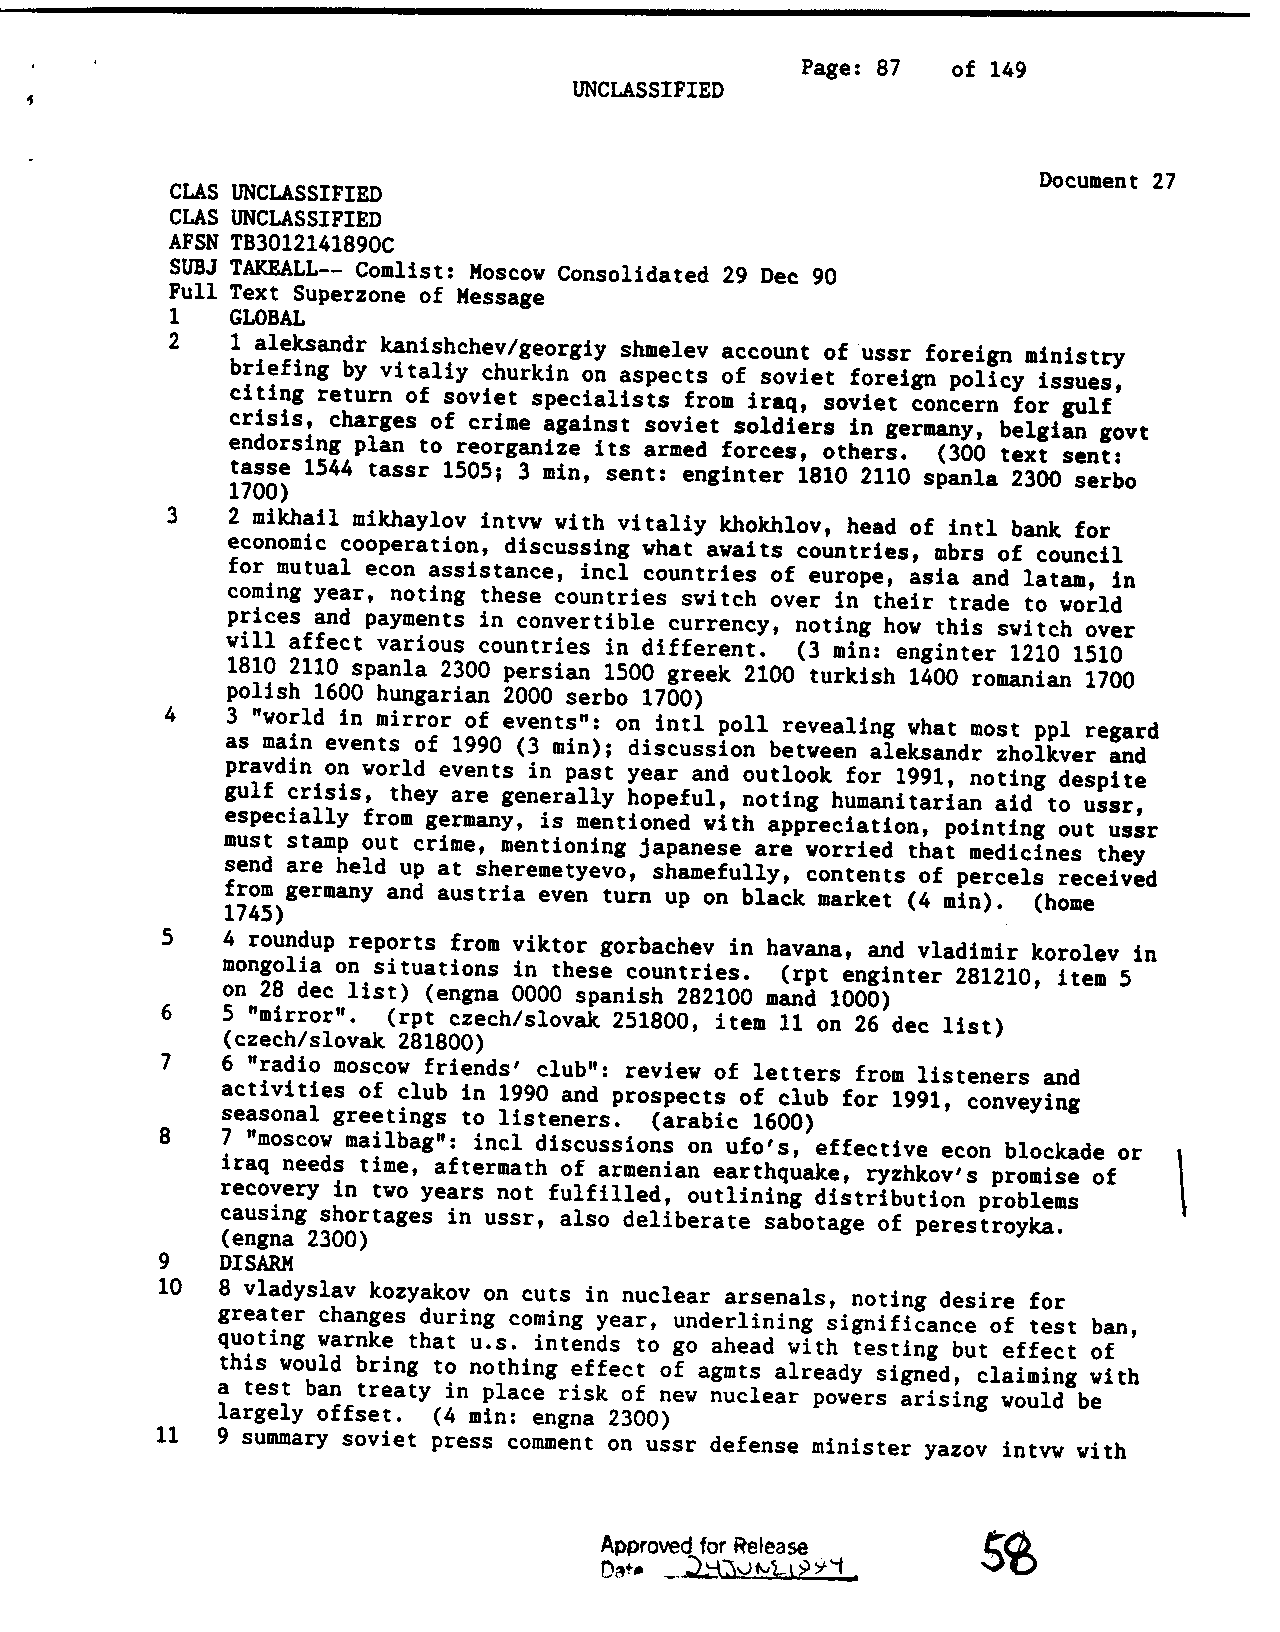 Page: 87 of 149
UNCLASSIFIED
Document 27
CLAS UNCLASSIFIED
CLAS UNCLASSIFIED
AFSN TB3012141890C
SUBJ TAKEALL-- Comlist: Moscow Consolidated 29 Dec 90
Full Text Superzone of Message
1 GLOBAL
2 1 aleksandr kanishchev/georgiy shmelev account of ussr foreign ministry
briefing by vitaliy churkin on aspects of soviet foreign policy issues,
citing return of soviet specialists from iraq, soviet concern for gulf
crisis, charges of crime against soviet soldiers in germany, belgian govt
endorsing plan to reorganize its armed forces, others. (300 text sent:
tasse 1544 tassr 1505; 3 min, sent: enginter 1810 2110 spanla 2300 serbo
1700)
3 2 mikhail mikhaylov intvw with vitaliy khokhlov, head of intl bank for
economic cooperation, discussing what awaits countries, mbrs of council
for mutual econ assistance, incl countries of europe, asia and latam, in
coming year, noting these countries switch over in their trade to world
prices and payments in convertible currency, noting how this switch over
will affect various countries in different. (3 min: enginter 1210 1510
1810 2110 spanla 2300 persian 1500 greek 2100 turkish 1400 romanian 1700
polish 1600 hungarian 2000 serbo 1700)
4 3 "world in mirror of events": on intl poll revealing what most ppl regard
as main events of 1990 (3 min); discussion between aleksandr zholkver and
pravdin on world events in past year and outlook for 1991, noting despite
gulf crisis, they are generally hopeful, noting humanitarian aid to ussr,
especially from germany, is mentioned with appreciation, pointing out ussr
must stamp out crime, mentioning japanese are worried that medicines they
send are held up at sheremetyevo, shamefully, contents of percels received
from germany and austria even turn up on black market (4 min). (home
1745)
5 4 roundup reports from viktor gorbachev in havana, and vladimir korolev in
mongolia on situations in these countries. (rpt enginter 281210, item 5
on 28 dec list) (engna 0000 spanish 282100 mand 1000)
6 5 "mirror". (rpt czech/slovak 251800, item 11 on 26 dec list)
(czech/slovak 281800)
7 6 "radio moscow friends' club": review of letters from listeners and
activities of club in 1990 and prospects of club for 1991, conveying
seasonal greetings to listeners. (arabic 1600)
8 7 "moscow mailbag": incl discussions on ufo's, effective econ blockade or
iraq needs time, aftermath of armenian earthquake, ryzhkov's promise of
recovery in two years not fulfilled, outlining distribution problems
causing shortages in ussr, also deliberate sabotage of perestroyka.
(engna 2300)
9 DISARM
10 8 vladyslav kozyakov on cuts in nuclear arsenals, noting desire for
greater changes during coming year, underlining significance of test ban,
quoting warnke that u.s. intends to go ahead with testing but effect of
this would bring to nothing effect of agmts already signed, claiming with
a test ban treaty in place risk of new nuclear powers arising would be
largely offset. (4 min: engna 2300)
11 9 summary soviet press comment on ussr defense minister yazov intvw with
Approved for Release
Date 24 JUNE 1994
58